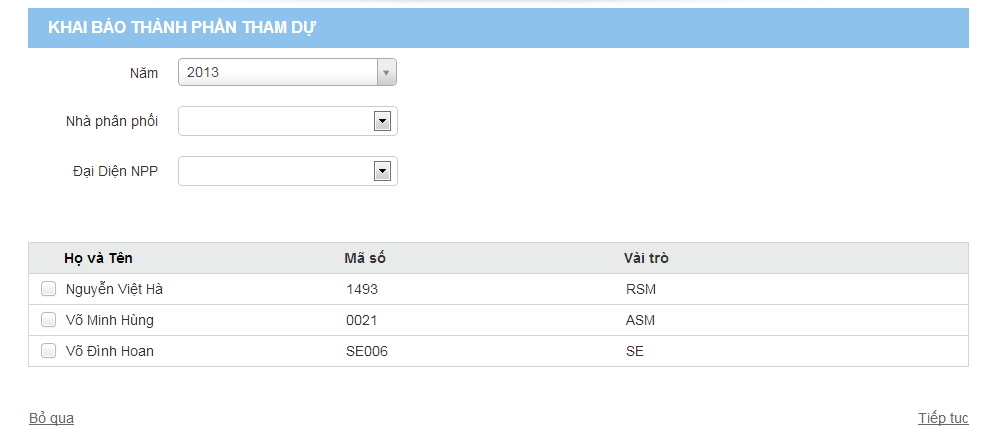 KHAI BÁO THÀNH PHẦN THAM DỰ
Năm 2013
Nhà phân phối
Đại Diện NPP
Họ và Tên Mã số Vài trò
Nguyễn Việt Hà 1493 RSM
Võ Minh Hùng 0021 ASM
Võ Đình Hoan SE006 SE
Bỏ qua Tiếp tục